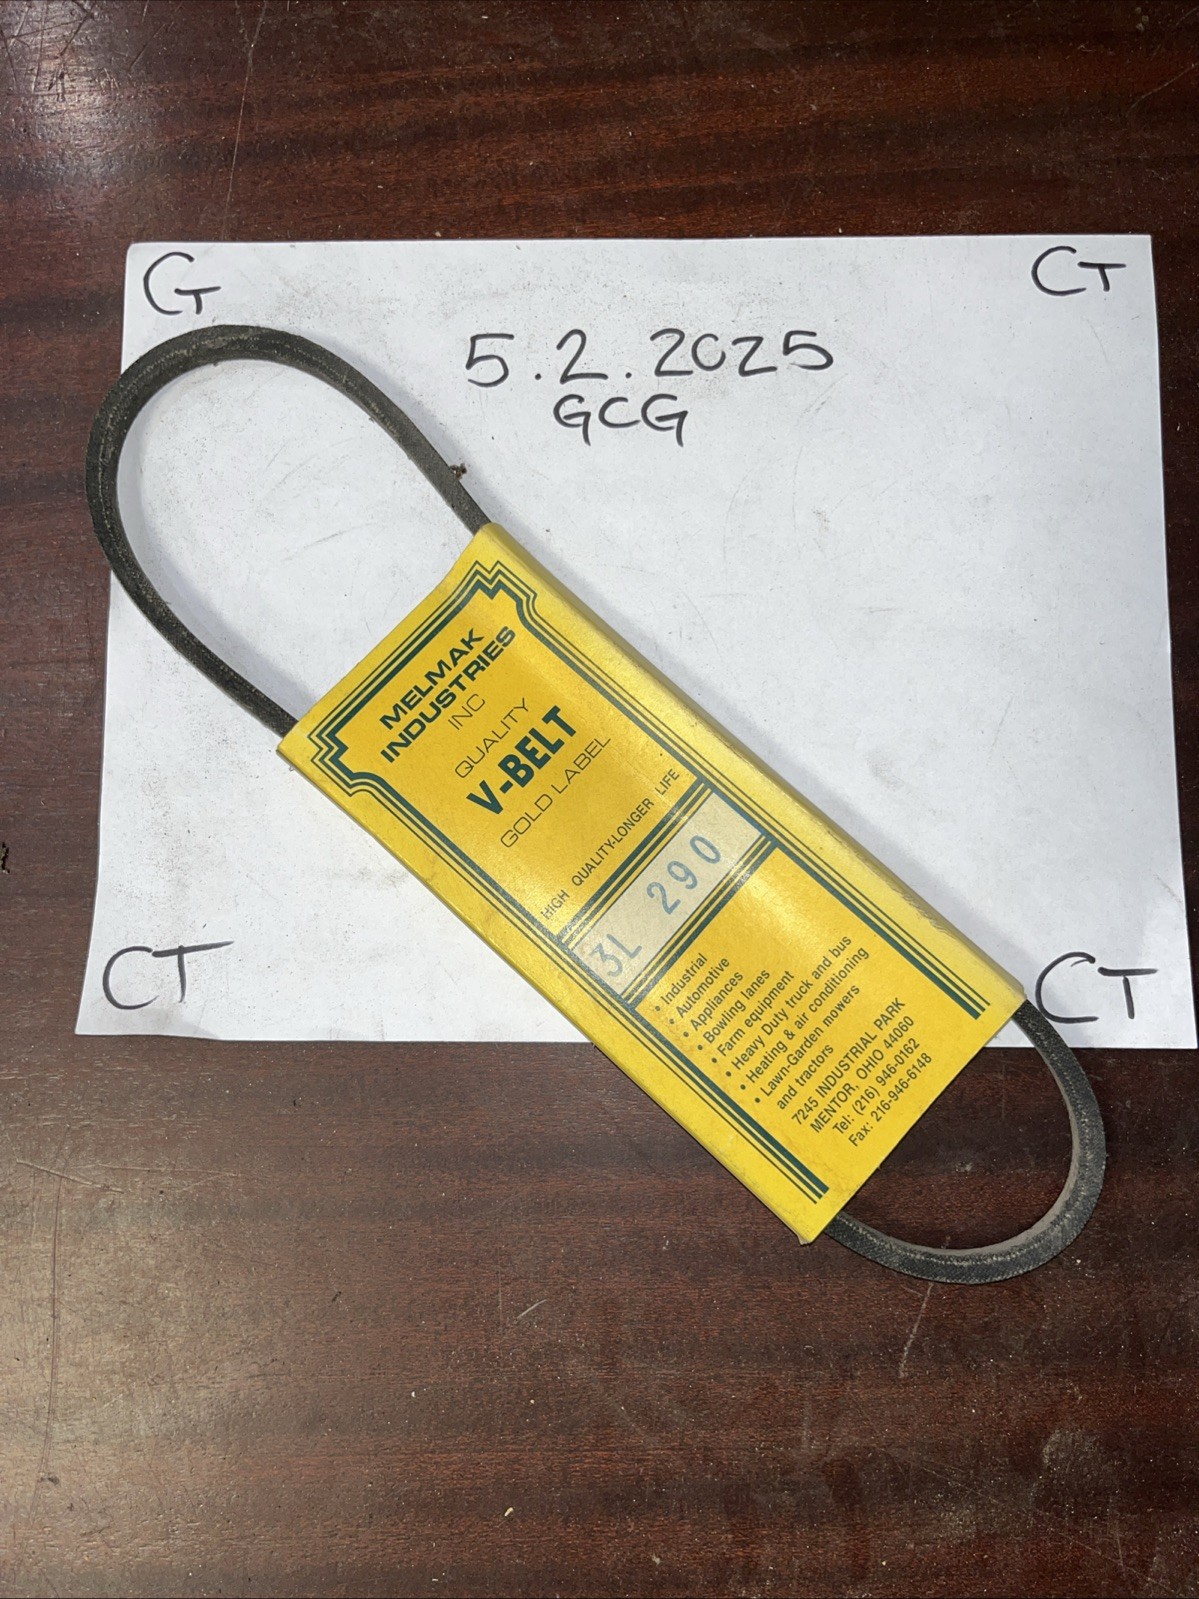 G
CT
5.2.2025
GCG
MELMAK
INDUSTRIES
INC
QUALITY
V-BELT
GOLD LABEL
HIGH QUALITY-LONGER LIFE
3L 290
• Industrial
• Automotive
• Appliances
• Bowling lanes
• Farm equipment
• Heavy Duty truck and bus
• Heating & air conditioning
• Lawn-Garden mowers
and tractors
7245 INDUSTRIAL PARK
MENTOR, OHIO 44060
Tel: (216) 946-0162
Fax: 216-946-6148
CT
CT